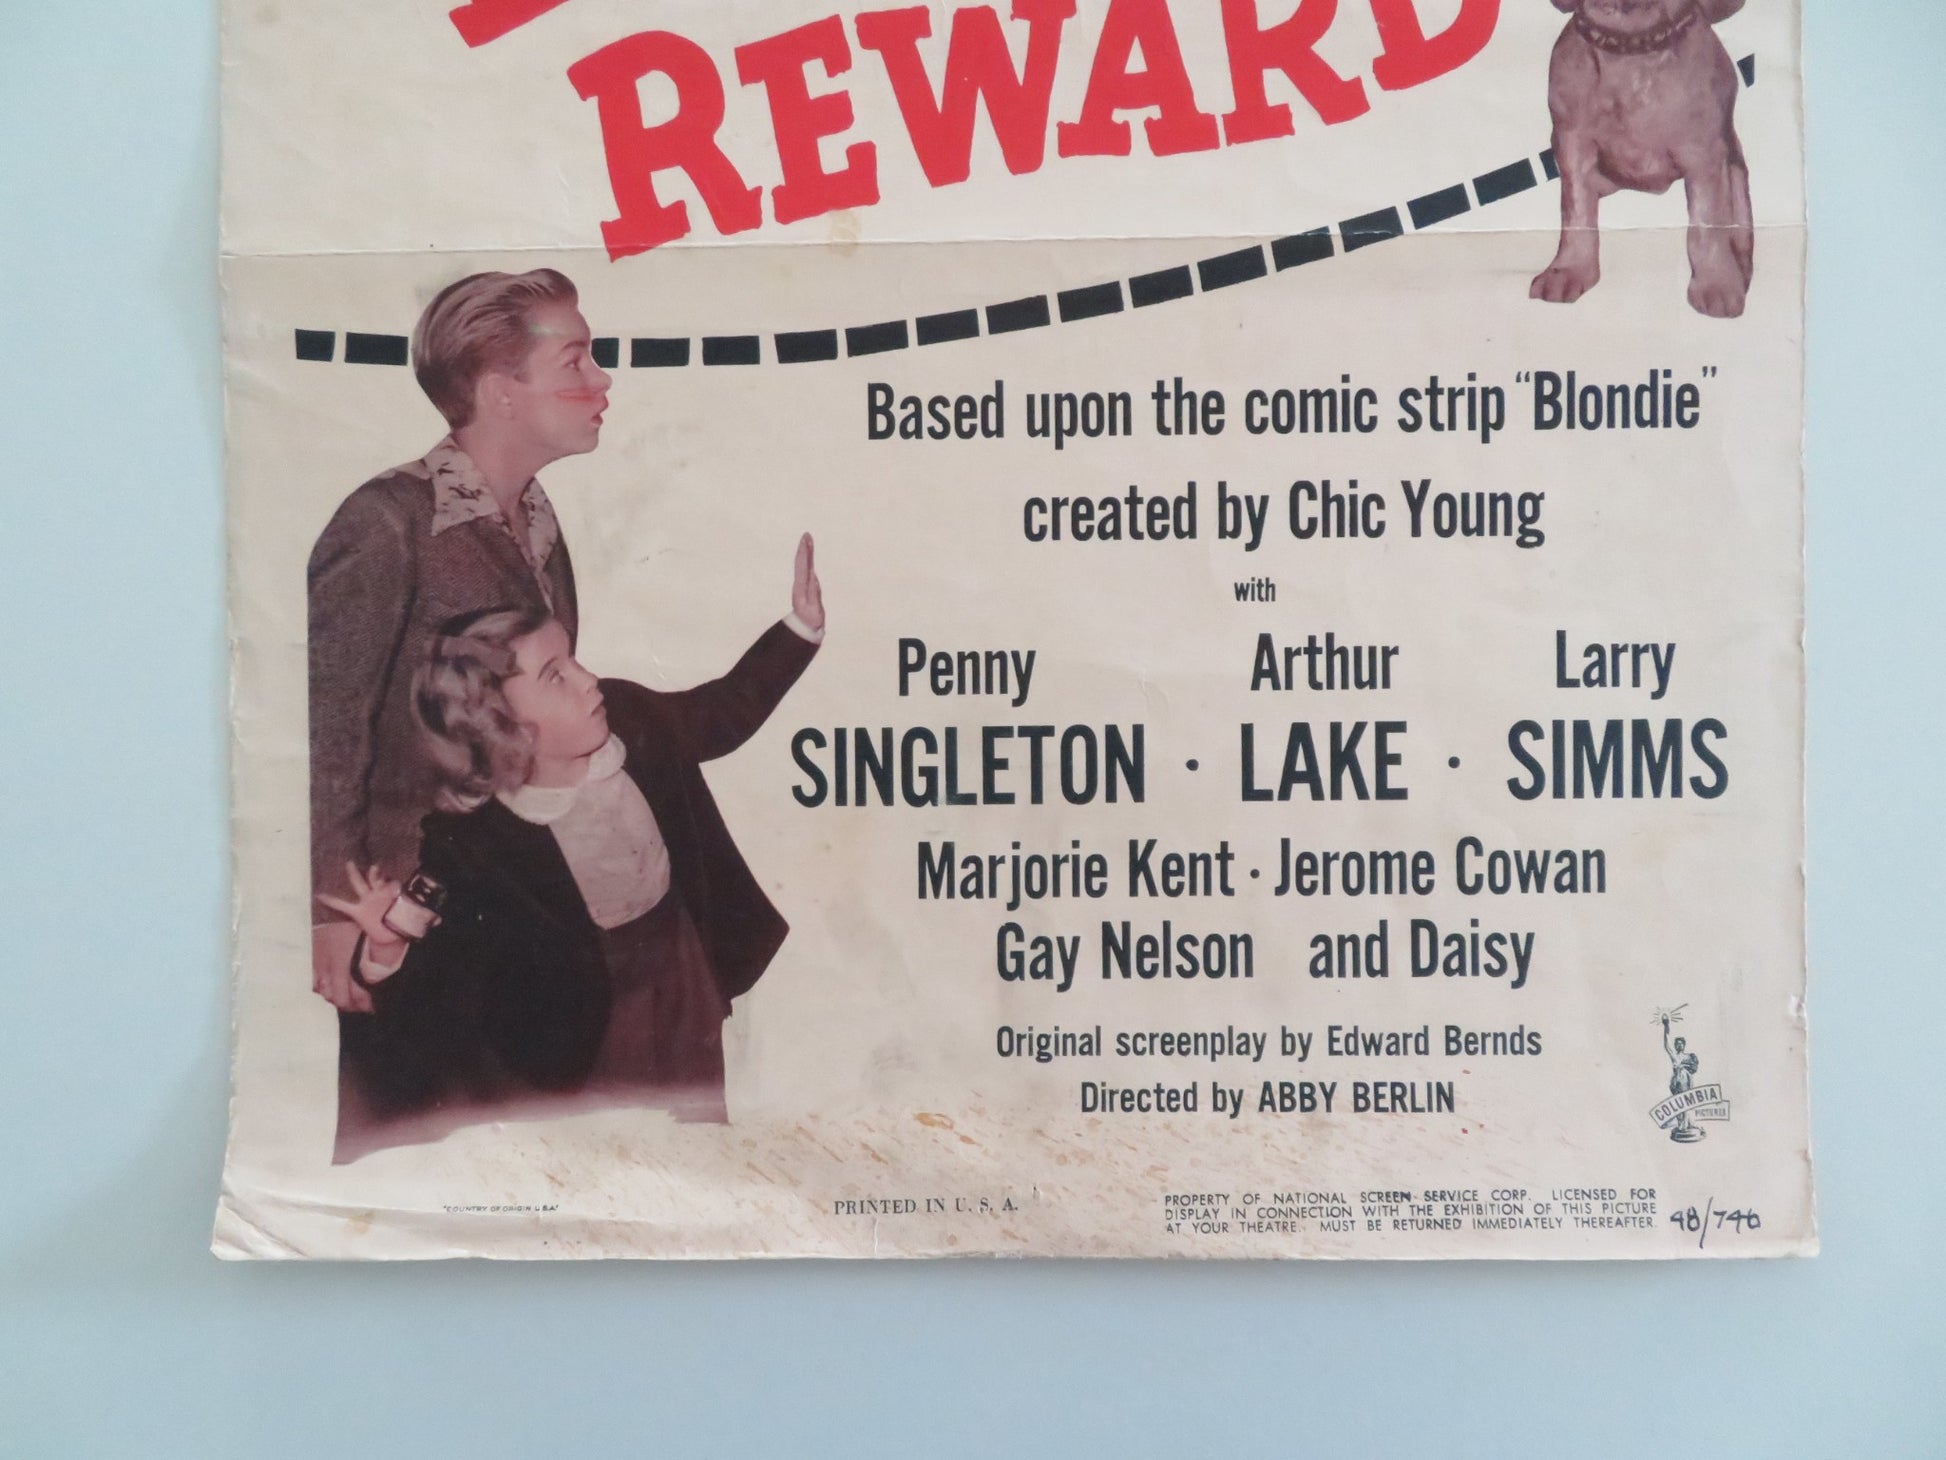 REWARD
Based upon the comic strip “Blondie”
created by Chic Young
with
Penny SINGLETON · Arthur LAKE · Larry SIMMS
Marjorie Kent · Jerome Cowan
Gay Nelson and Daisy
Original screenplay by Edward Bernds
Directed by ABBY BERLIN
COLUMBIA
PICTURES
"COUNTRY OF ORIGIN U.S.A."
PRINTED IN U. S. A.
PROPERTY OF NATIONAL SCREEN SERVICE CORP. LICENSED FOR
DISPLAY IN CONNECTION WITH THE EXHIBITION OF THIS PICTURE
AT YOUR THEATRE. MUST BE RETURNED IMMEDIATELY THEREAFTER.
48/746